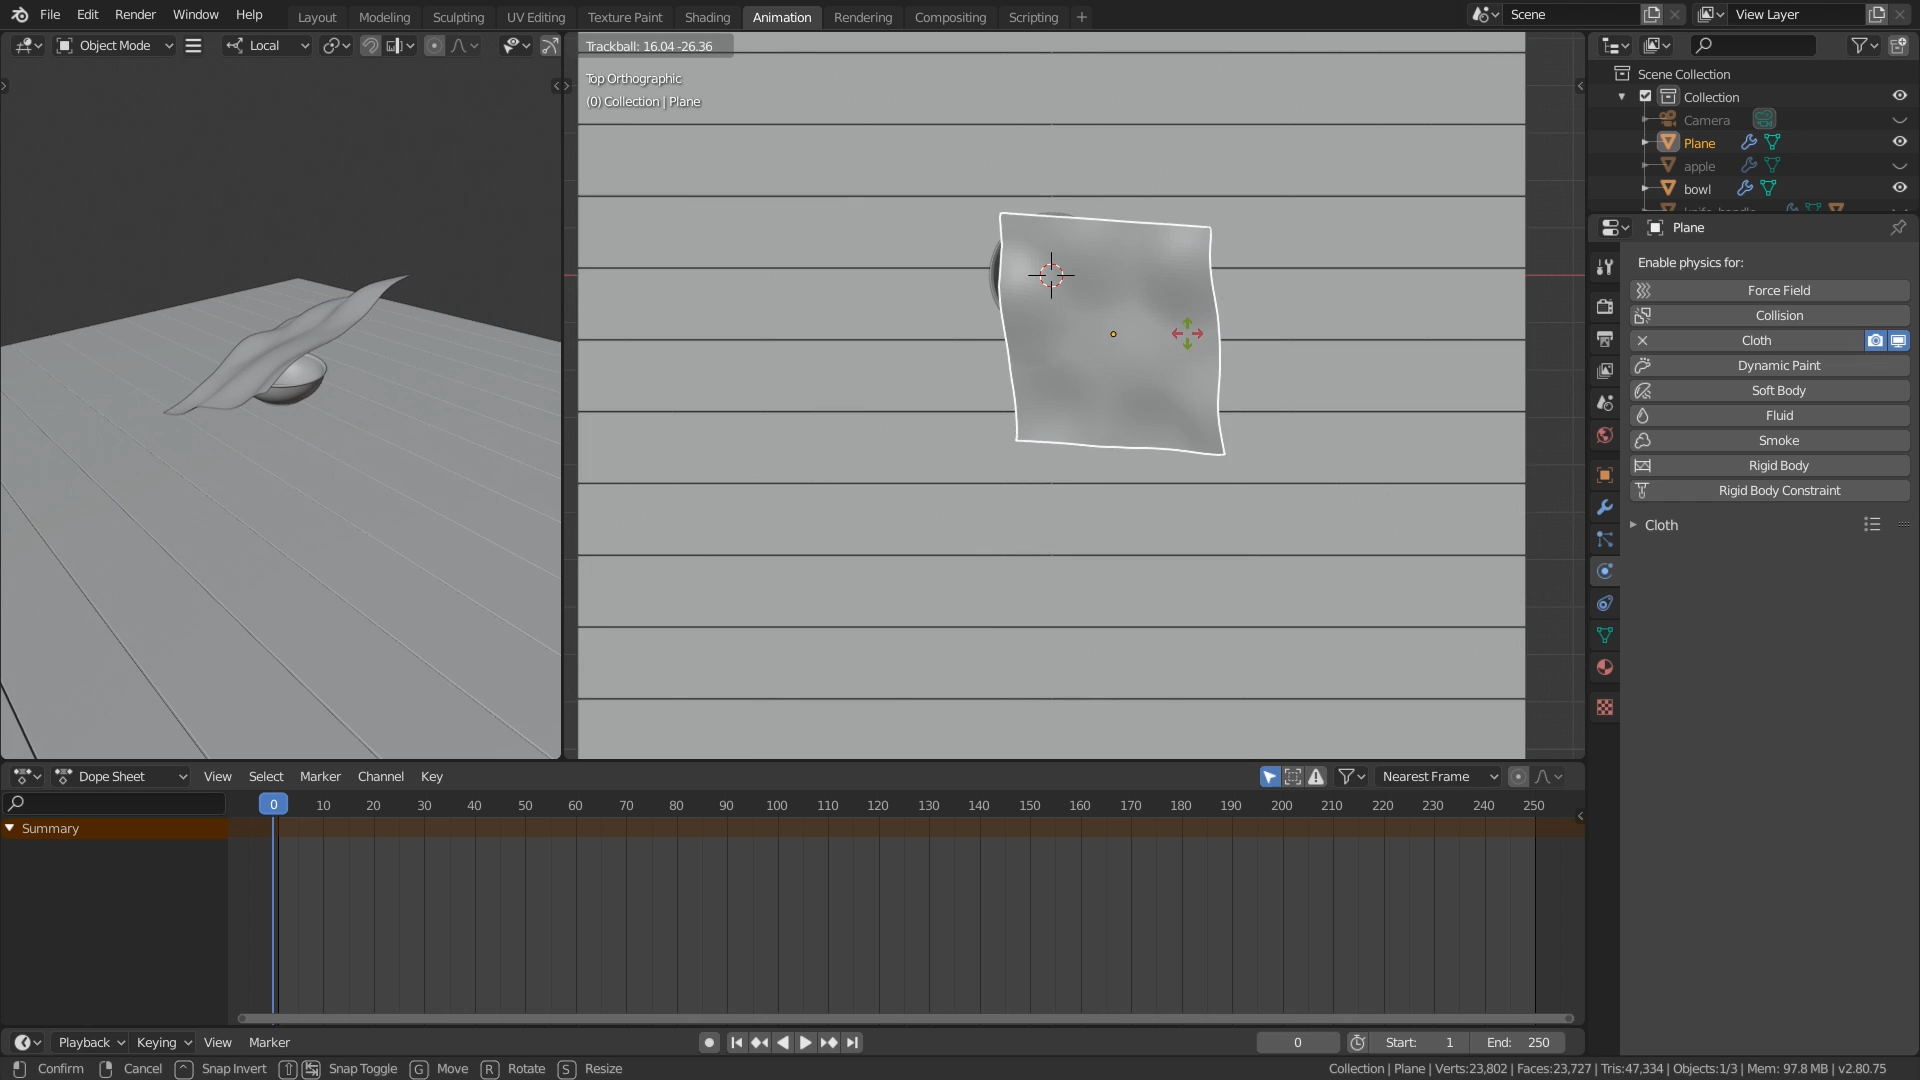 File Edit Render Window Help Layout Modeling Sculpting UV Editing Texture Paint Shading Animation Rendering Compositing Scripting + Scene View Layer
Object Mode Local
Trackball: 16.04 -26.36
Top Orthographic
(0) Collection | Plane
Scene Collection
Collection
Camera
Plane
apple
bowl
knife_handle
Plane
Enable physics for:
Force Field
Collision
Cloth
Dynamic Paint
Soft Body
Fluid
Smoke
Rigid Body
Rigid Body Constraint
Cloth
Dope Sheet View Select Marker Channel Key Nearest Frame
0 10 20 30 40 50 60 70 80 90 100 110 120 130 140 150 160 170 180 190 200 210 220 230 240 250
Summary
Playback Keying View Marker 0 Start: 1 End: 250
Confirm Cancel Snap Invert Snap Toggle G Move R Rotate S Resize Collection | Plane | Verts:23,802 | Faces:23,727 | Tris:47,334 | Objects:1/3 | Mem: 97.8 MB | v2.80.75